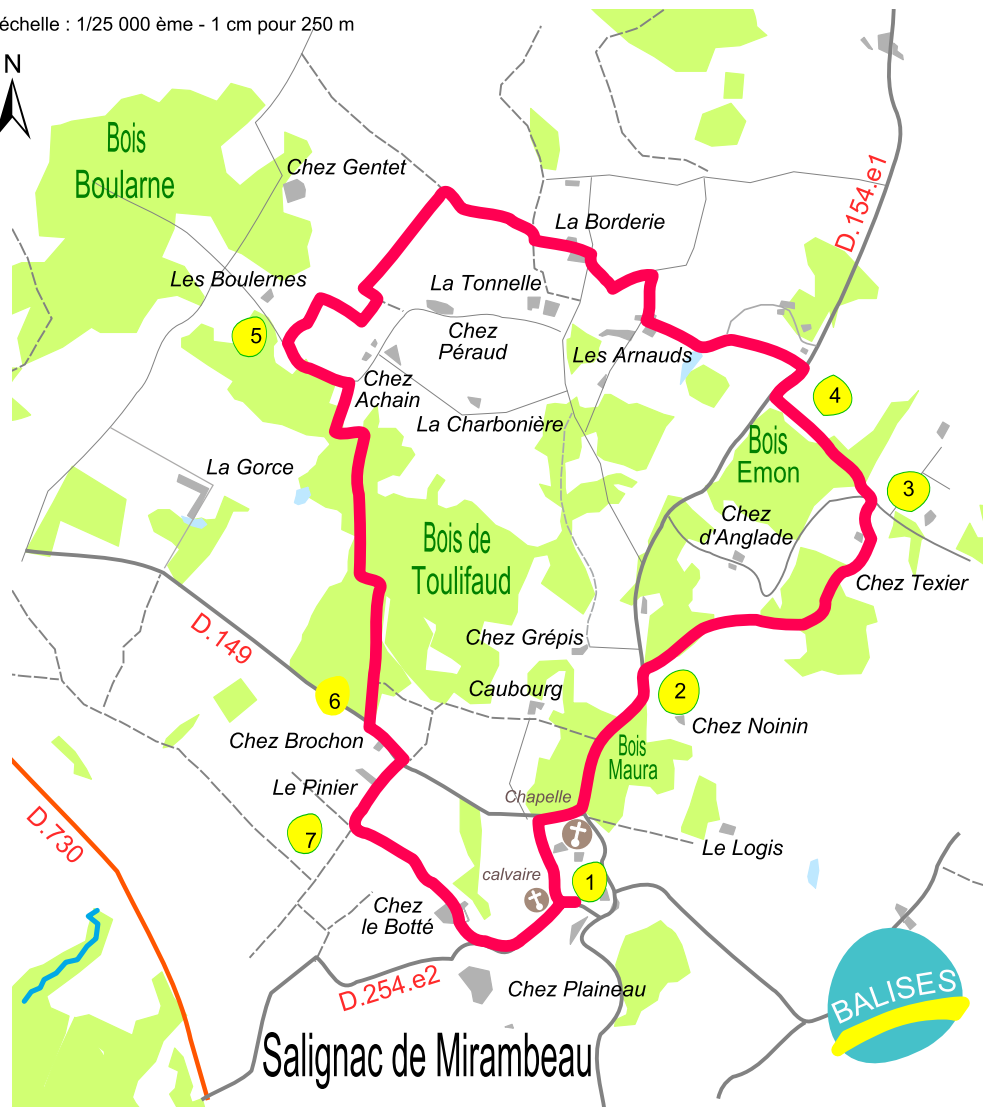 échelle : 1/25 000 ème - 1 cm pour 250 m
N
Bois
Boularne
Chez Gentet
D.154.e1
La Borderie
Les Boulernes
La Tonnelle
5
Chez
Péraud
Les Arnauds
Chez
Achain
4
La Charbonière
Bois
Emon
La Gorce
3
Chez
d'Anglade
Bois de
Toulifaud
Chez Texier
D.149
Chez Grépis
Caubourg
2
6
Chez Noinin
Chez Brochon
Bois
Maura
Le Pinier
Chapelle
D.730
7
Le Logis
calvaire
1
Chez
le Botté
D.254.e2
Chez Plaineau
BALISES
Salignac de Mirambeau